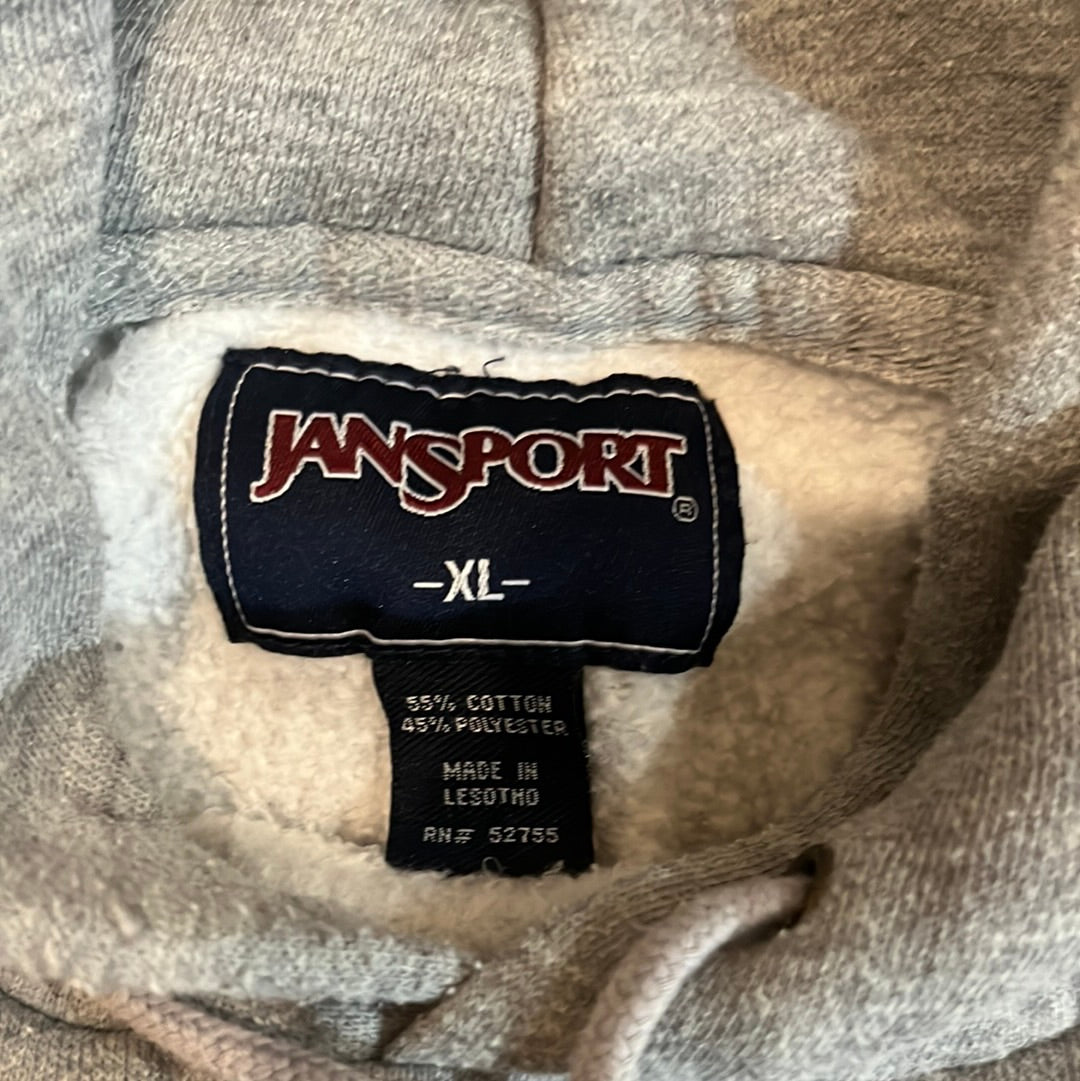 JANSPORT
®
-XL-
55% COTTON
45% POLYESTER
MADE IN
LESOTHO
RN# 52755